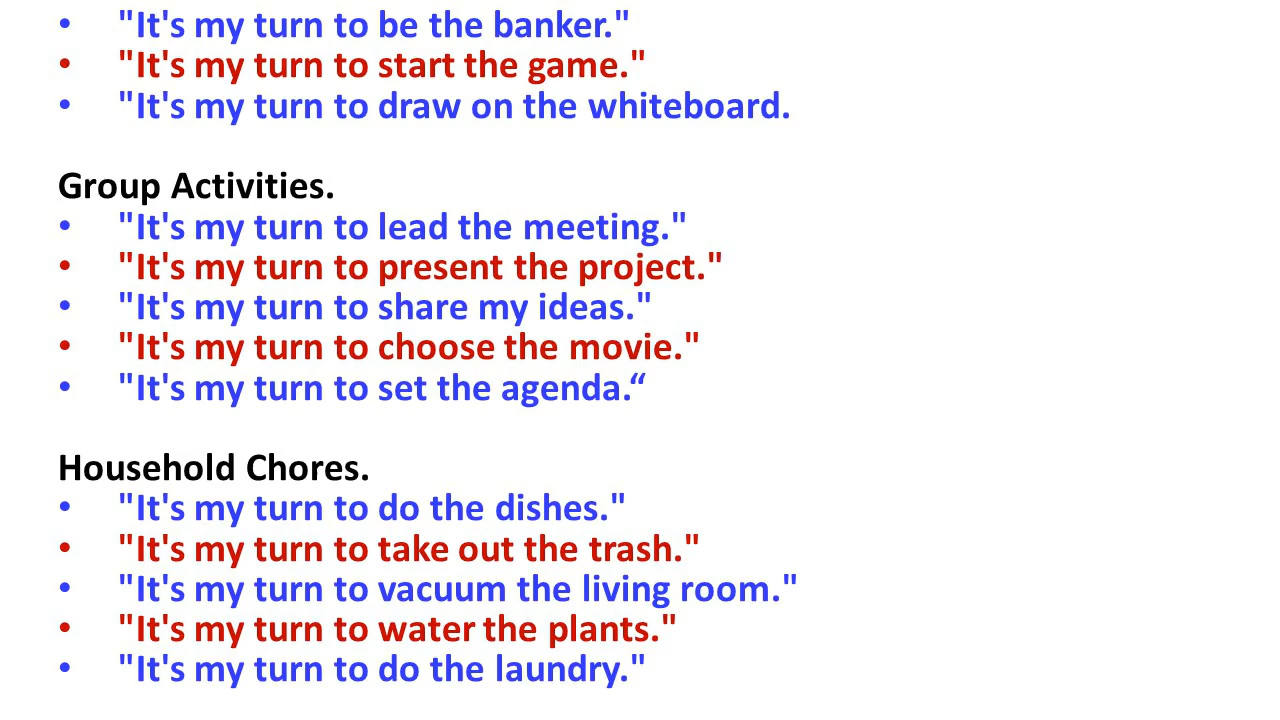 • "It's my turn to be the banker."
• "It's my turn to start the game."
• "It's my turn to draw on the whiteboard.
Group Activities.
• "It's my turn to lead the meeting."
• "It's my turn to present the project."
• "It's my turn to share my ideas."
• "It's my turn to choose the movie."
• "It's my turn to set the agenda.“
Household Chores.
• "It's my turn to do the dishes."
• "It's my turn to take out the trash."
• "It's my turn to vacuum the living room."
• "It's my turn to water the plants."
• "It's my turn to do the laundry."